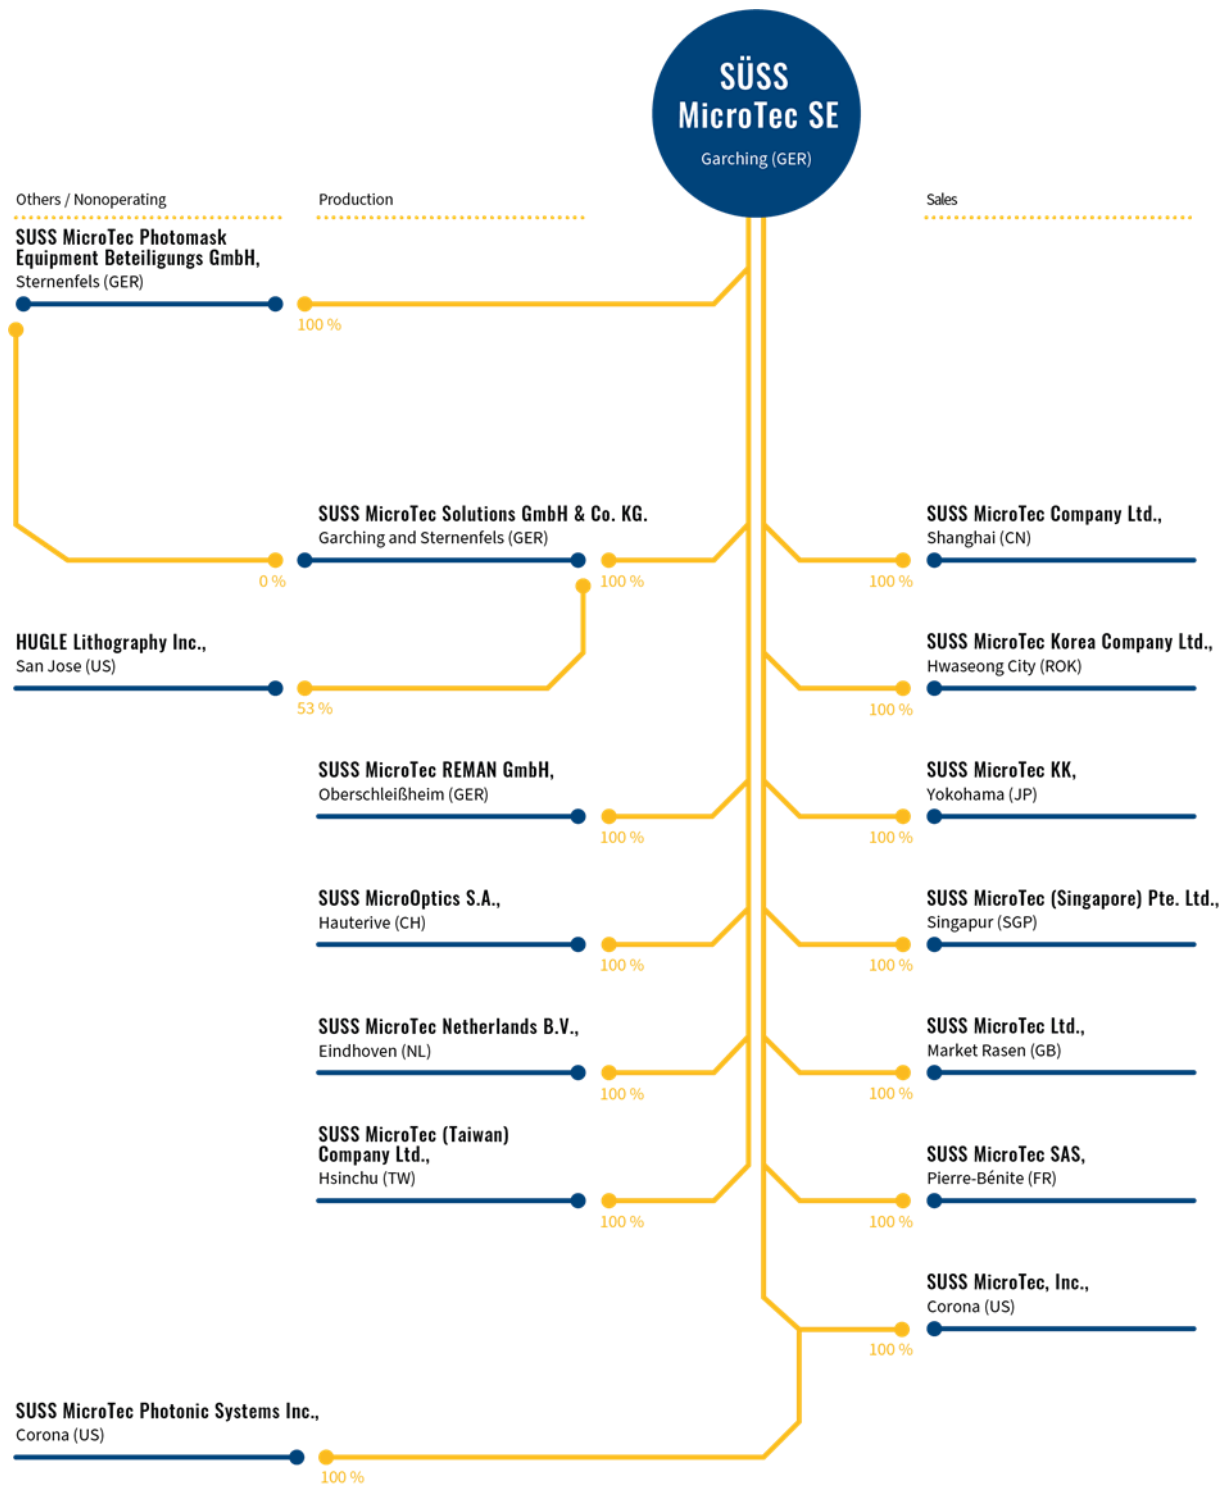 SÜSS
MicroTec SE
Garching (GER)
Others / Nonoperating
Production
Sales
SUSS MicroTec Photomask
Equipment Beteiligungs GmbH,
Sternenfels (GER)
100 %
SUSS MicroTec Solutions GmbH & Co. KG.
Garching and Sternenfels (GER)
0 %
100 %
SUSS MicroTec Company Ltd.,
Shanghai (CN)
100 %
HUGLE Lithography Inc.,
San Jose (US)
53 %
SUSS MicroTec Korea Company Ltd.,
Hwaseong City (ROK)
100 %
SUSS MicroTec REMAN GmbH,
Oberschleißheim (GER)
100 %
SUSS MicroTec KK,
Yokohama (JP)
100 %
SUSS MicroOptics S.A.,
Hauterive (CH)
100 %
SUSS MicroTec (Singapore) Pte. Ltd.,
Singapur (SGP)
100 %
SUSS MicroTec Netherlands B.V.,
Eindhoven (NL)
100 %
SUSS MicroTec Ltd.,
Market Rasen (GB)
100 %
SUSS MicroTec (Taiwan)
Company Ltd.,
Hsinchu (TW)
100 %
SUSS MicroTec SAS,
Pierre-Bénite (FR)
100 %
SUSS MicroTec, Inc.,
Corona (US)
100 %
SUSS MicroTec Photonic Systems Inc.,
Corona (US)
100 %